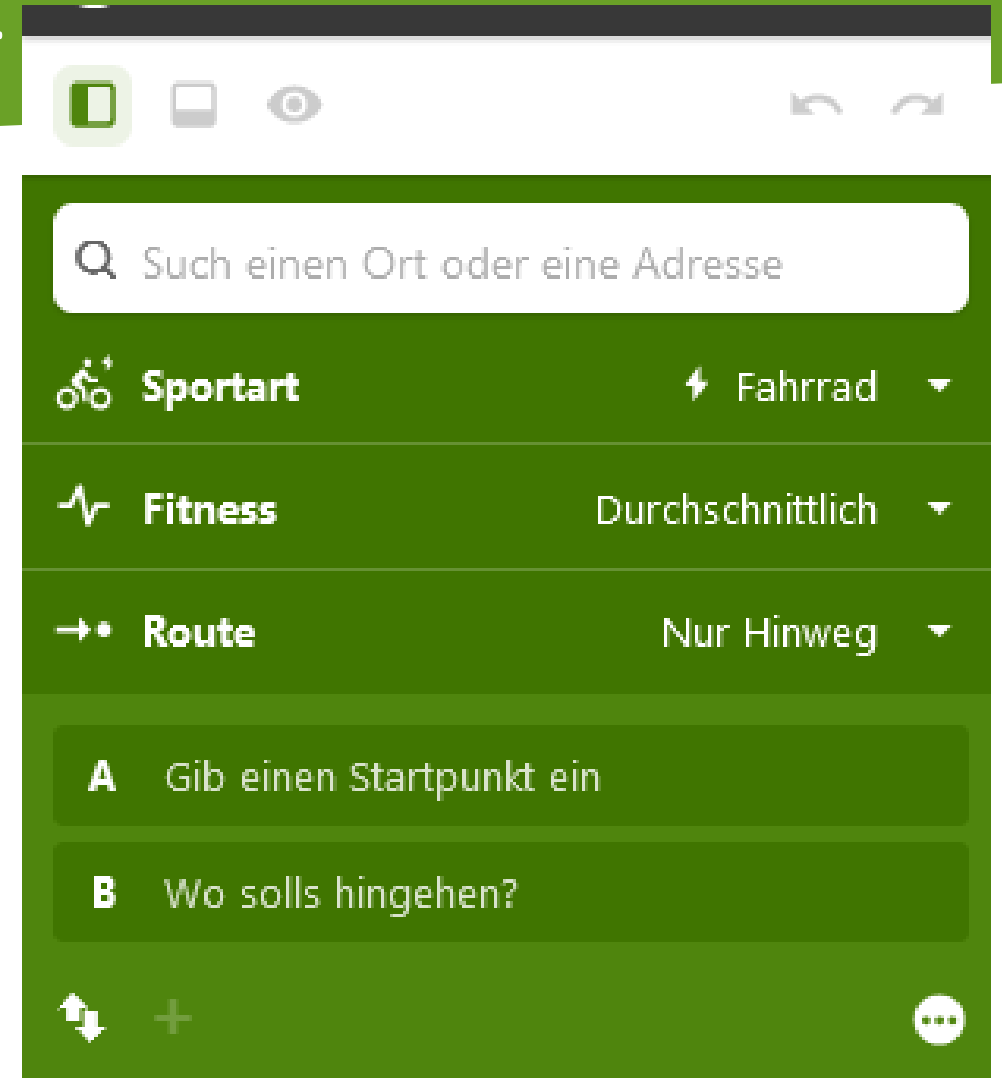 Such einen Ort oder eine Adresse
Sportart Fahrrad
Fitness Durchschnittlich
Route Nur Hinweg
A Gib einen Startpunkt ein
B Wo solls hingehen?